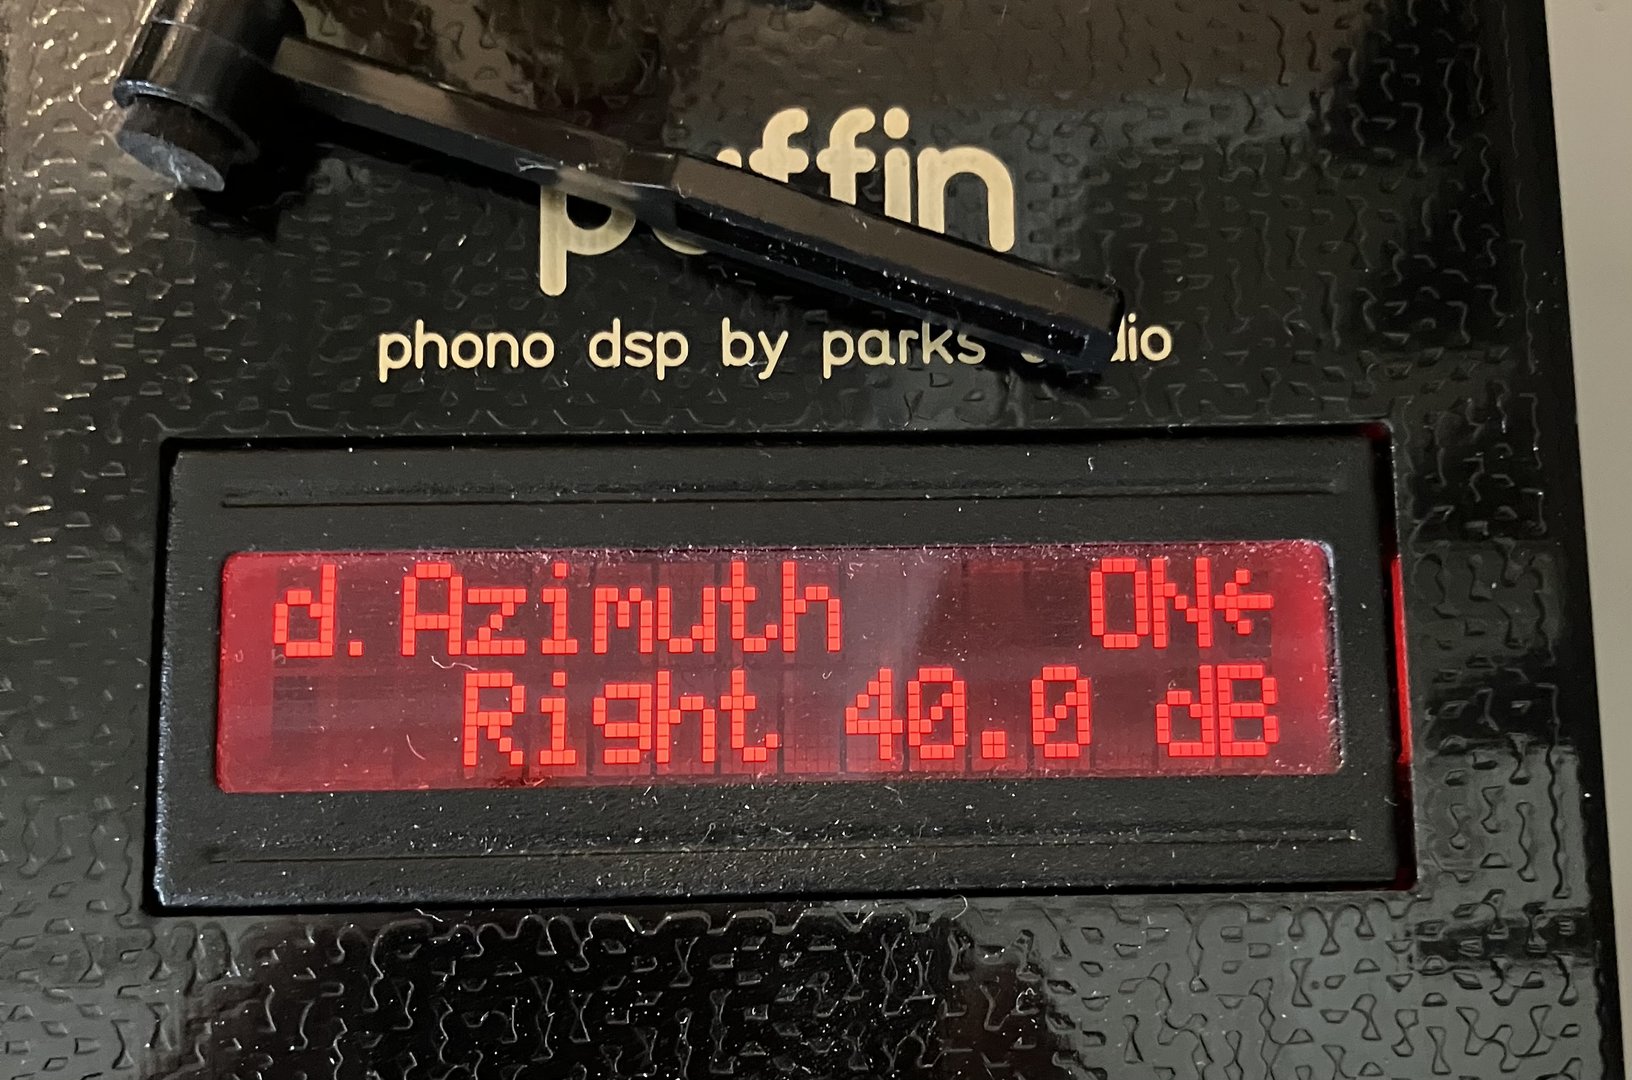 puffin
phono dsp by parks audio
d.Azimuth ON←
Right 40.0 dB